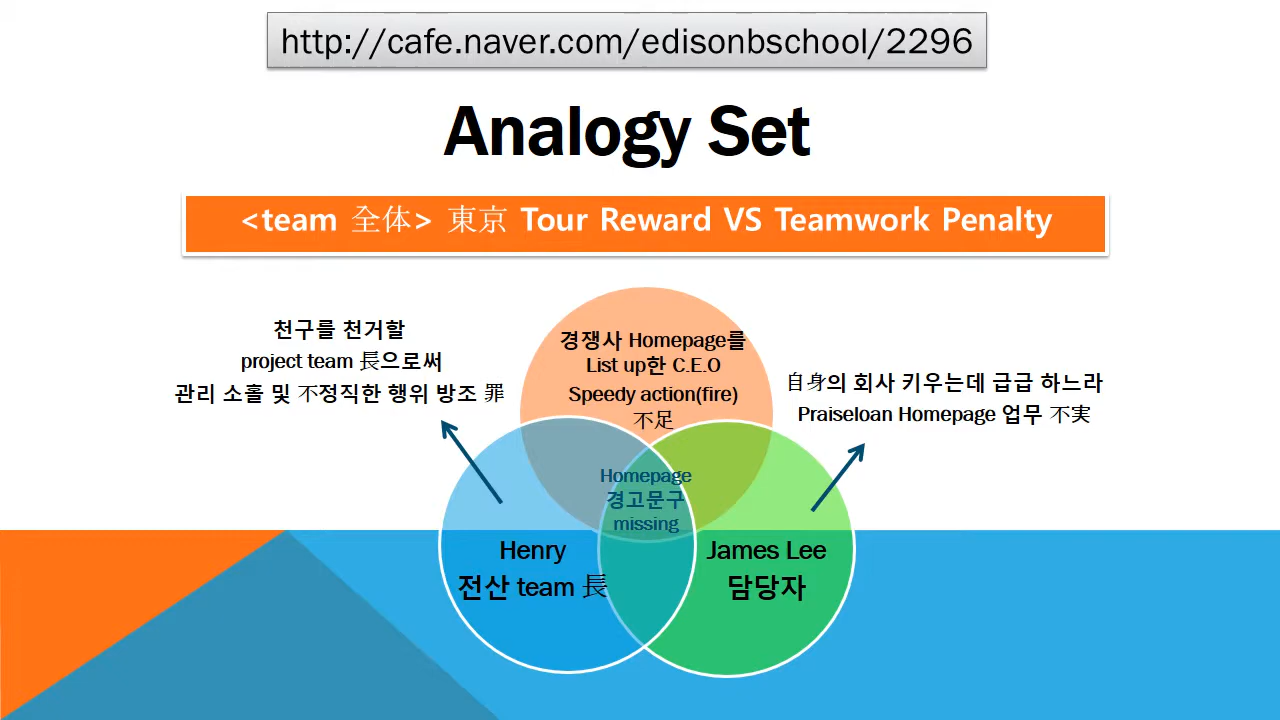 http://cafe.naver.com/edisonbschool/2296
Analogy Set
<team 全体> 東京 Tour Reward VS Teamwork Penalty
천구를 천거할
project team 長으로써
관리 소홀 및 不정직한 행위 방조 罪
경쟁사 Homepage를
List up한 C.E.O
Speedy action(fire)
不足
自身의 회사 키우는데 급급 하느라
Praiseloan Homepage 업무 不実
Homepage
경고문구
missing
Henry
전산 team 長
James Lee
담당자